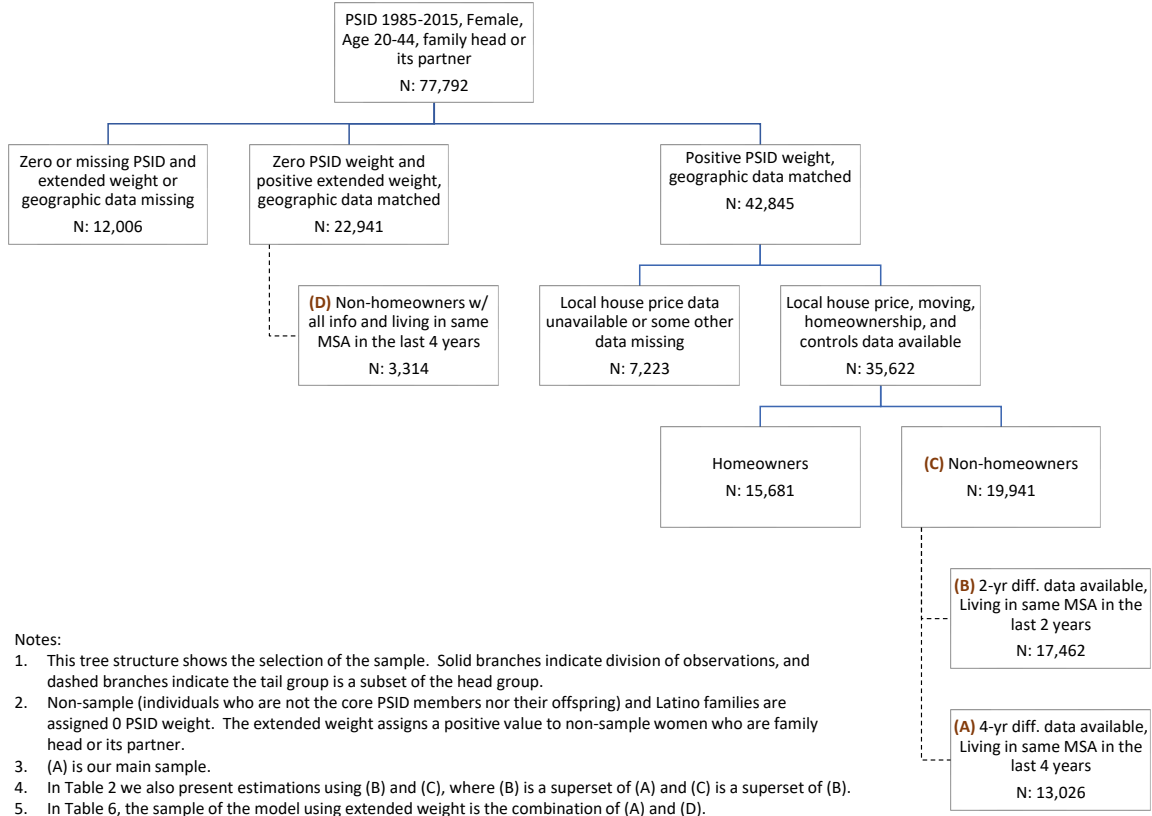 PSID 1985-2015, Female,
Age 20-44, family head or
its partner
N: 77,792
Zero or missing PSID and
extended weight or
geographic data missing
N: 12,006
Zero PSID weight and
positive extended weight,
geographic data matched
N: 22,941
Positive PSID weight,
geographic data matched
N: 42,845
(D) Non-homeowners w/
all info and living in same
MSA in the last 4 years
N: 3,314
Local house price data
unavailable or some other
data missing
N: 7,223
Local house price, moving,
homeownership, and
controls data available
N: 35,622
Homeowners
N: 15,681
(C) Non-homeowners
N: 19,941
(B) 2-yr diff. data available,
Living in same MSA in the
last 2 years
N: 17,462
(A) 4-yr diff. data available,
Living in same MSA in the
last 4 years
N: 13,026
Notes:
1. This tree structure shows the selection of the sample. Solid branches indicate division of observations, and
dashed branches indicate the tail group is a subset of the head group.
2. Non-sample (individuals who are not the core PSID members nor their offspring) and Latino families are
assigned 0 PSID weight. The extended weight assigns a positive value to non-sample women who are family
head or its partner.
3. (A) is our main sample.
4. In Table 2 we also present estimations using (B) and (C), where (B) is a superset of (A) and (C) is a superset of (B).
5. In Table 6, the sample of the model using extended weight is the combination of (A) and (D).